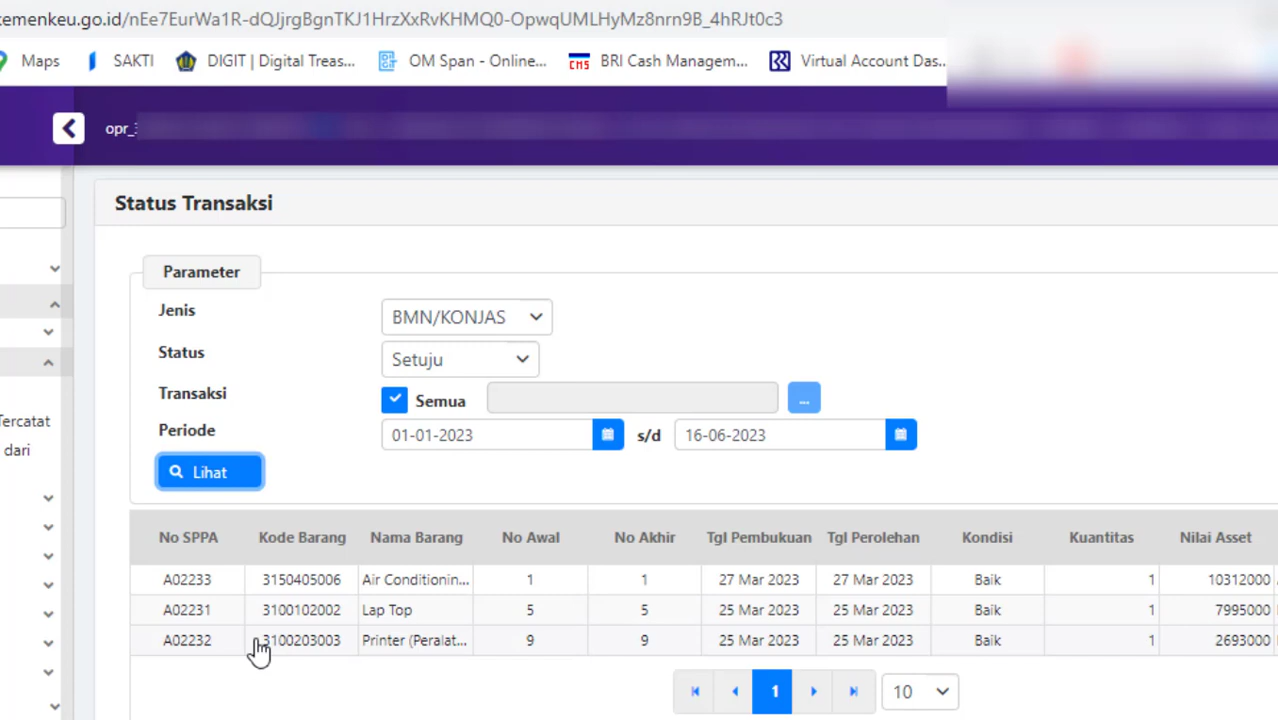 kemenkeu.go.id/nEe7EurWa1R-dQJjrgBgnTKJ1HrzXxRvKHMQ0-OpwqUMLHyMz8nrn9B_4hRJt0c3
Maps SAKTI DIGIT | Digital Treas... OM Span - Online... CMS BRI Cash Managem... Virtual Account Das...
opr_
Status Transaksi
Parameter
Jenis BMN/KONJAS
Status Setuju
Transaksi Semua ...
Periode 01-01-2023 s/d 16-06-2023
Tercatat
dari
Lihat
No SPPA Kode Barang Nama Barang No Awal No Akhir Tgl Pembukuan Tgl Perolehan Kondisi Kuantitas Nilai Asset
A02233 3150405006 Air Conditionin... 1 1 27 Mar 2023 27 Mar 2023 Baik 1 10312000
A02231 3100102002 Lap Top 5 5 25 Mar 2023 25 Mar 2023 Baik 1 7995000
A02232 3100203003 Printer (Peralat... 9 9 25 Mar 2023 25 Mar 2023 Baik 1 2693000
1 10